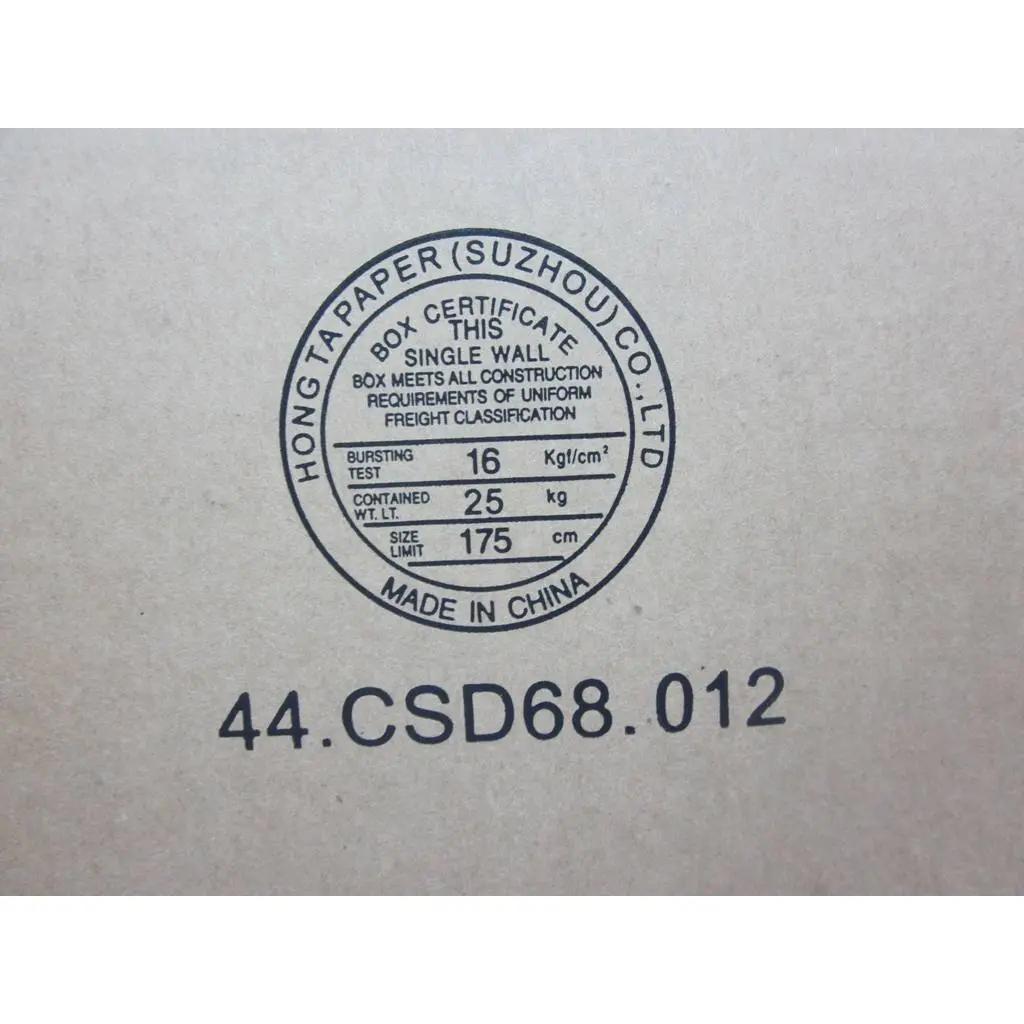 HONG TA PAPER (SUZHOU) CO.,LTD
BOX CERTIFICATE
THIS
SINGLE WALL
BOX MEETS ALL CONSTRUCTION
REQUIREMENTS OF UNIFORM
FREIGHT CLASSIFICATION
BURSTING TEST 16 Kgf/cm²
CONTAINED WT. LT. 25 kg
SIZE LIMIT 175 cm
MADE IN CHINA
44.CSD68.012